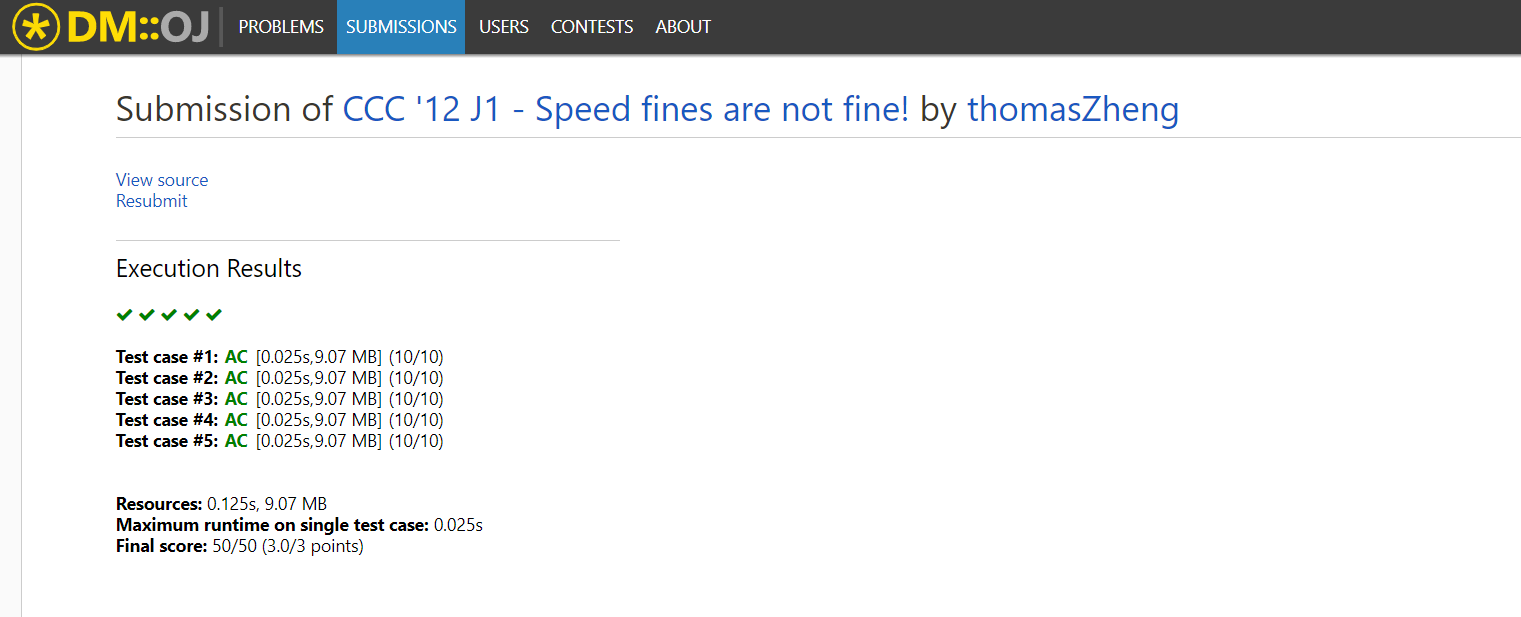 DM::OJ PROBLEMS SUBMISSIONS USERS CONTESTS ABOUT
Submission of CCC '12 J1 - Speed fines are not fine! by thomasZheng
View source
Resubmit
Execution Results
Test case #1: AC [0.025s,9.07 MB] (10/10)
Test case #2: AC [0.025s,9.07 MB] (10/10)
Test case #3: AC [0.025s,9.07 MB] (10/10)
Test case #4: AC [0.025s,9.07 MB] (10/10)
Test case #5: AC [0.025s,9.07 MB] (10/10)
Resources: 0.125s, 9.07 MB
Maximum runtime on single test case: 0.025s
Final score: 50/50 (3.0/3 points)